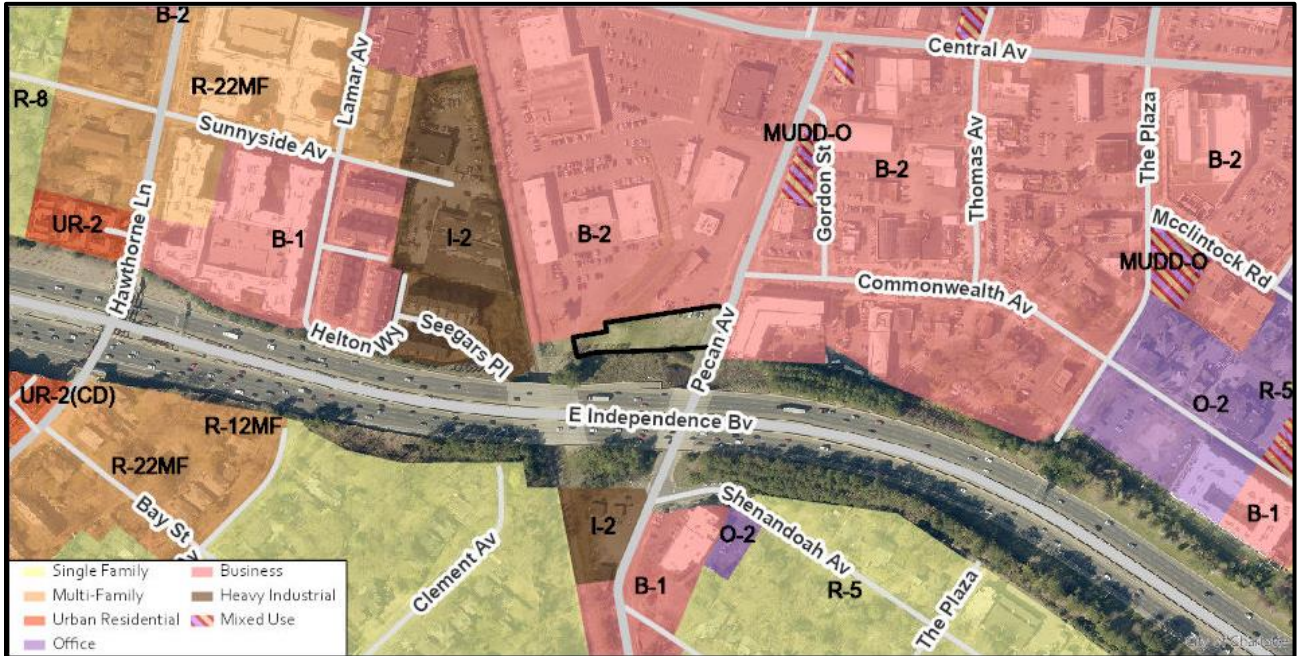 B-2
Central Av
R-22MF
Lamar Av
R-8
Sunnyside Av
MUDD-O
Gordon St
B-2
Thomas Av
The Plaza
B-2
Hawthorne Ln
UR-2
B-1
I-2
B-2
Pecan Av
Mcclintock Rd
MUDD-O
Commonwealth Av
Helton Wy
Seegars Pl
O-2
R-5
UR-2(CD)
E Independence Bv
R-12MF
R-22MF
Bay St
Av
Clement Av
I-2
O-2
Shenandoah Av
B-1
B-1
R-5
The Plaza
Single Family
Business
Multi-Family
Heavy Industrial
Urban Residential
Mixed Use
Office
City of Charlotte